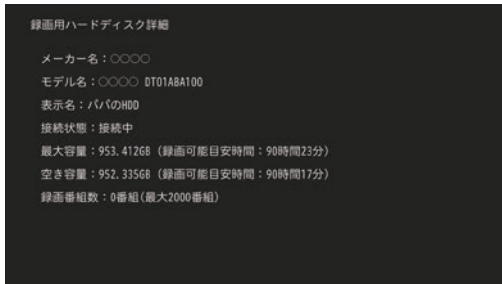 録画用ハードディスク詳細
メーカー名：○○○○
モデル名：○○○○ DT01ABA100
表示名：パパのHDD
接続状態：接続中
最大容量：953.412GB（録画可能目安時間：90時間23分）
空き容量：952.335GB（録画可能目安時間：90時間17分）
録画番組数：0番組(最大2000番組)